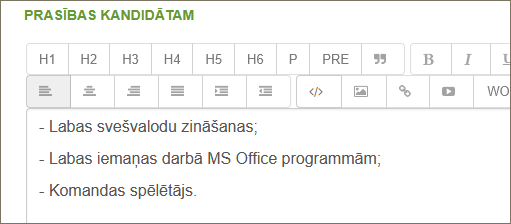 PRASĪBAS KANDIDĀTAM
H1 H2 H3 H4 H5 H6 P PRE B I U
WO
- Labas svešvalodu zināšanas;
- Labas iemaņas darbā MS Office programmām;
- Komandas spēlētājs.